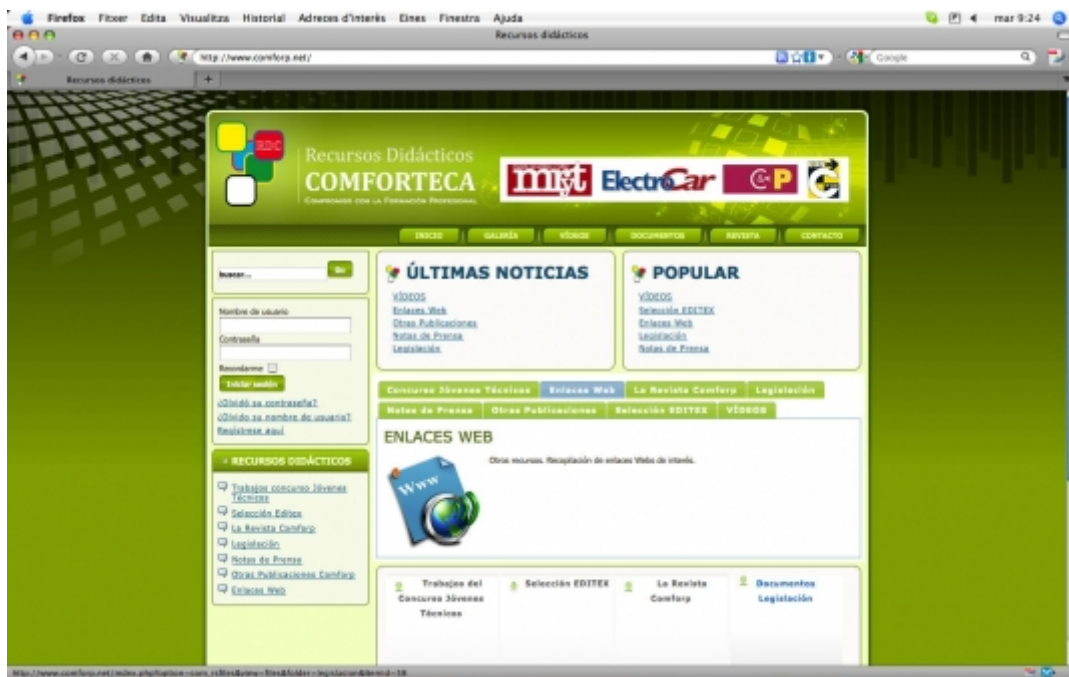 Firefox Fitxer Edita Visualitza Historial Adreces d'interès Eines Finestra Ajuda
mar 9:24
Recursos didácticos
http://www.comforp.net/
Google
Recursos didácticos
RDC
Recursos Didácticos
COMFORTECA
Compromiso con la Formación Profesional
ElectroCar
INICIO GALERÍA VÍDEOS DOCUMENTOS REVISTA CONTACTO
buscar...
Go
Nombre de usuario
Contraseña
Recordarme
Iniciar sesión
¿Olvidó su contraseña?
¿Olvido su nombre de usuario?
Regístrese aquí
RECURSOS DIDÁCTICOS
Trabajos concurso Jóvenes
Técnicos
Selección Editex
La Revista Comforp
Legislación
Notas de Prensa
Otras Publicaciones Comforp
Enlaces Web
ÚLTIMAS NOTICIAS
VÍDEOS
Enlaces Web
Otras Publicaciones
Notas de Prensa
Legislación
POPULAR
VÍDEOS
Selección EDITEX
Enlaces Web
Legislación
Notas de Prensa
Concurso Jóvenes Técnicos Enlaces Web La Revista Comforp Legislación
Notas de Prensa Otras Publicaciones Selección EDITEX VÍDEOS
ENLACES WEB
Otros recursos. Recopilación de enlaces Webs de interés.
WWW
Trabajos del
Concurso Jóvenes
Técnicos
Selección EDITEX
La Revista
Comforp
Documentos
Legislación